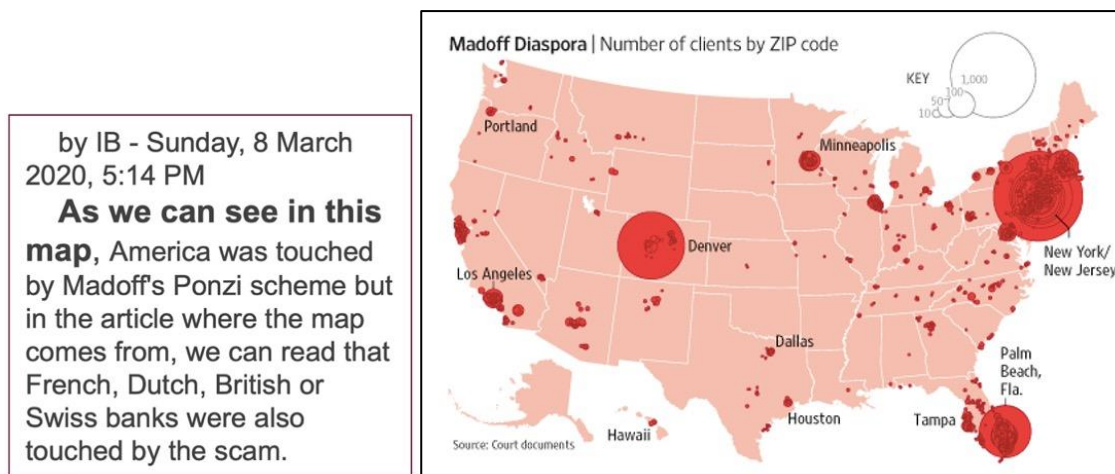 by IB - Sunday, 8 March
2020, 5:14 PM
As we can see in this
map, America was touched
by Madoff's Ponzi scheme but
in the article where the map
comes from, we can read that
French, Dutch, British or
Swiss banks were also
touched by the scam.
Madoff Diaspora | Number of clients by ZIP code
KEY
1,000
100
50
10
Portland
Minneapolis
Denver
New York/
New Jersey
Los Angeles
Dallas
Palm
Beach,
Fla.
Houston
Tampa
Hawaii
Source: Court documents